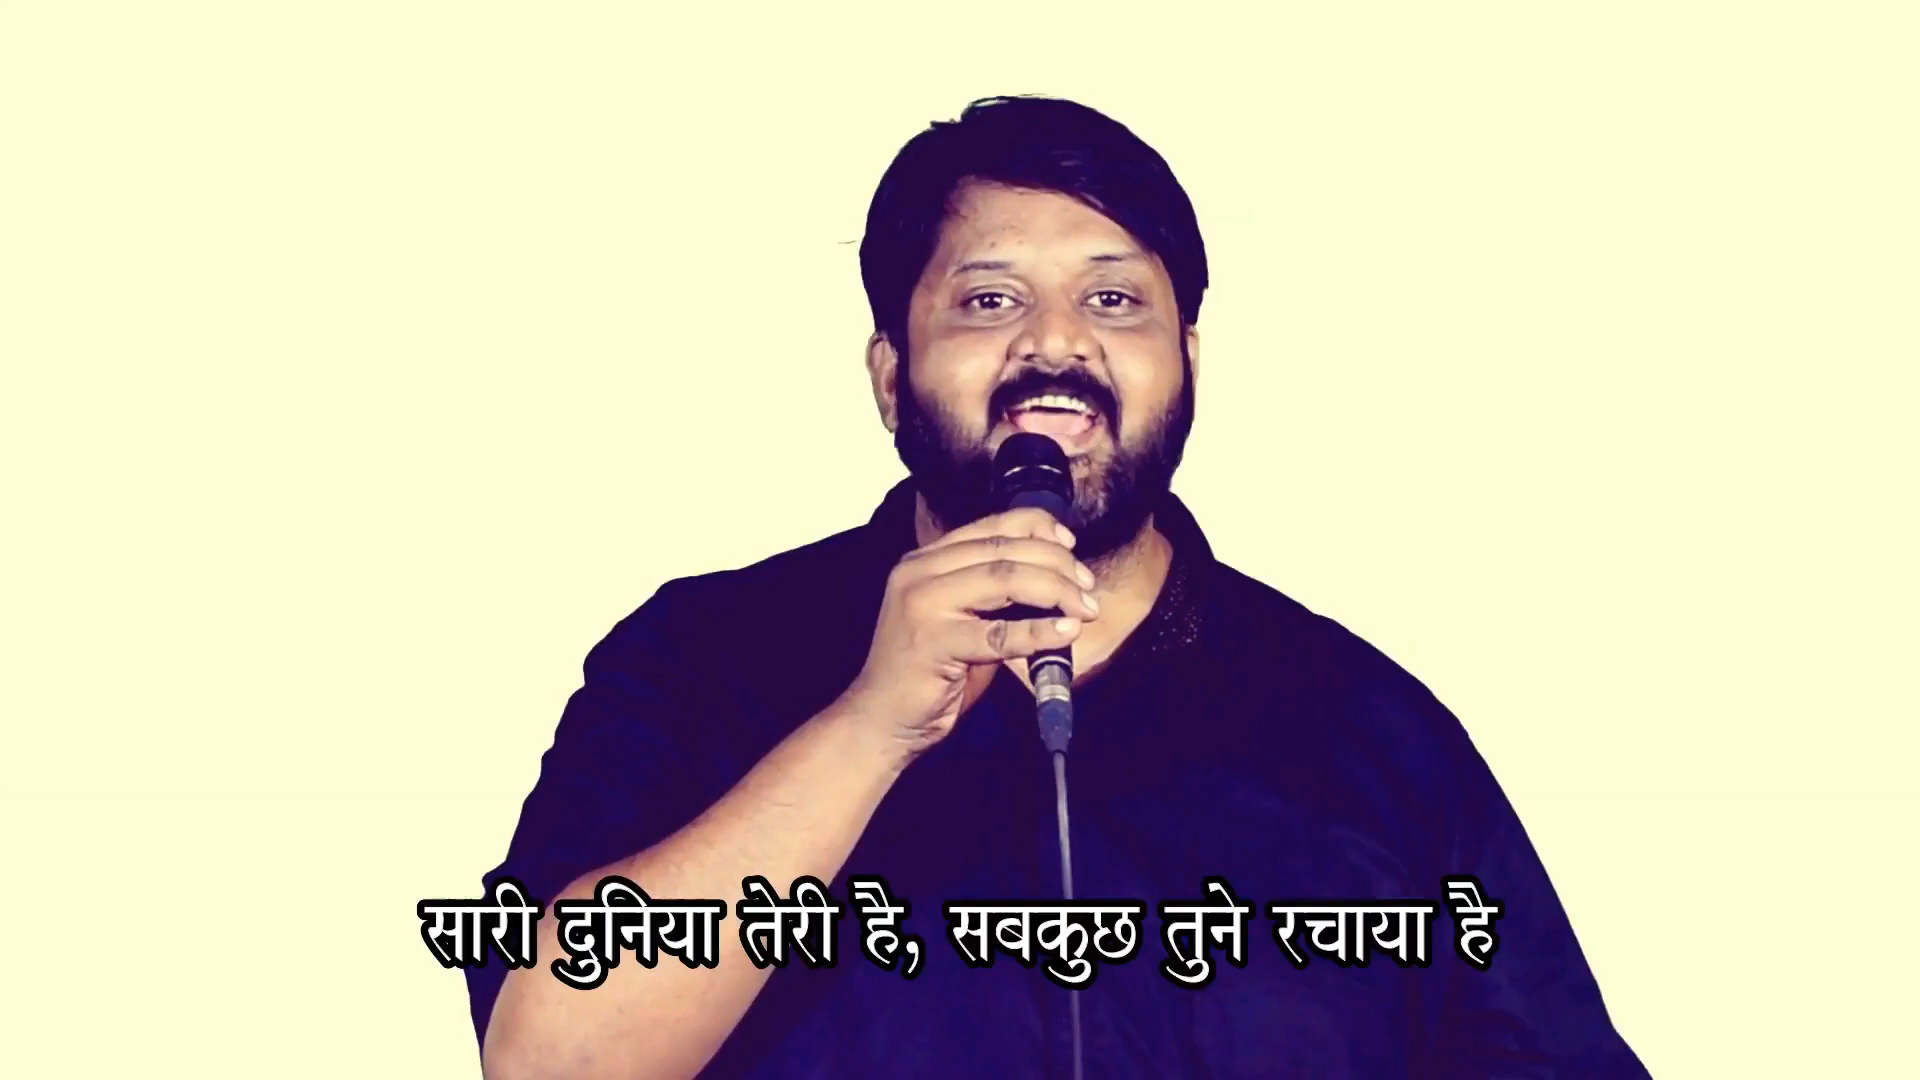 सारी दुनिया तेरी है, सबकुछ तुने रचाया है